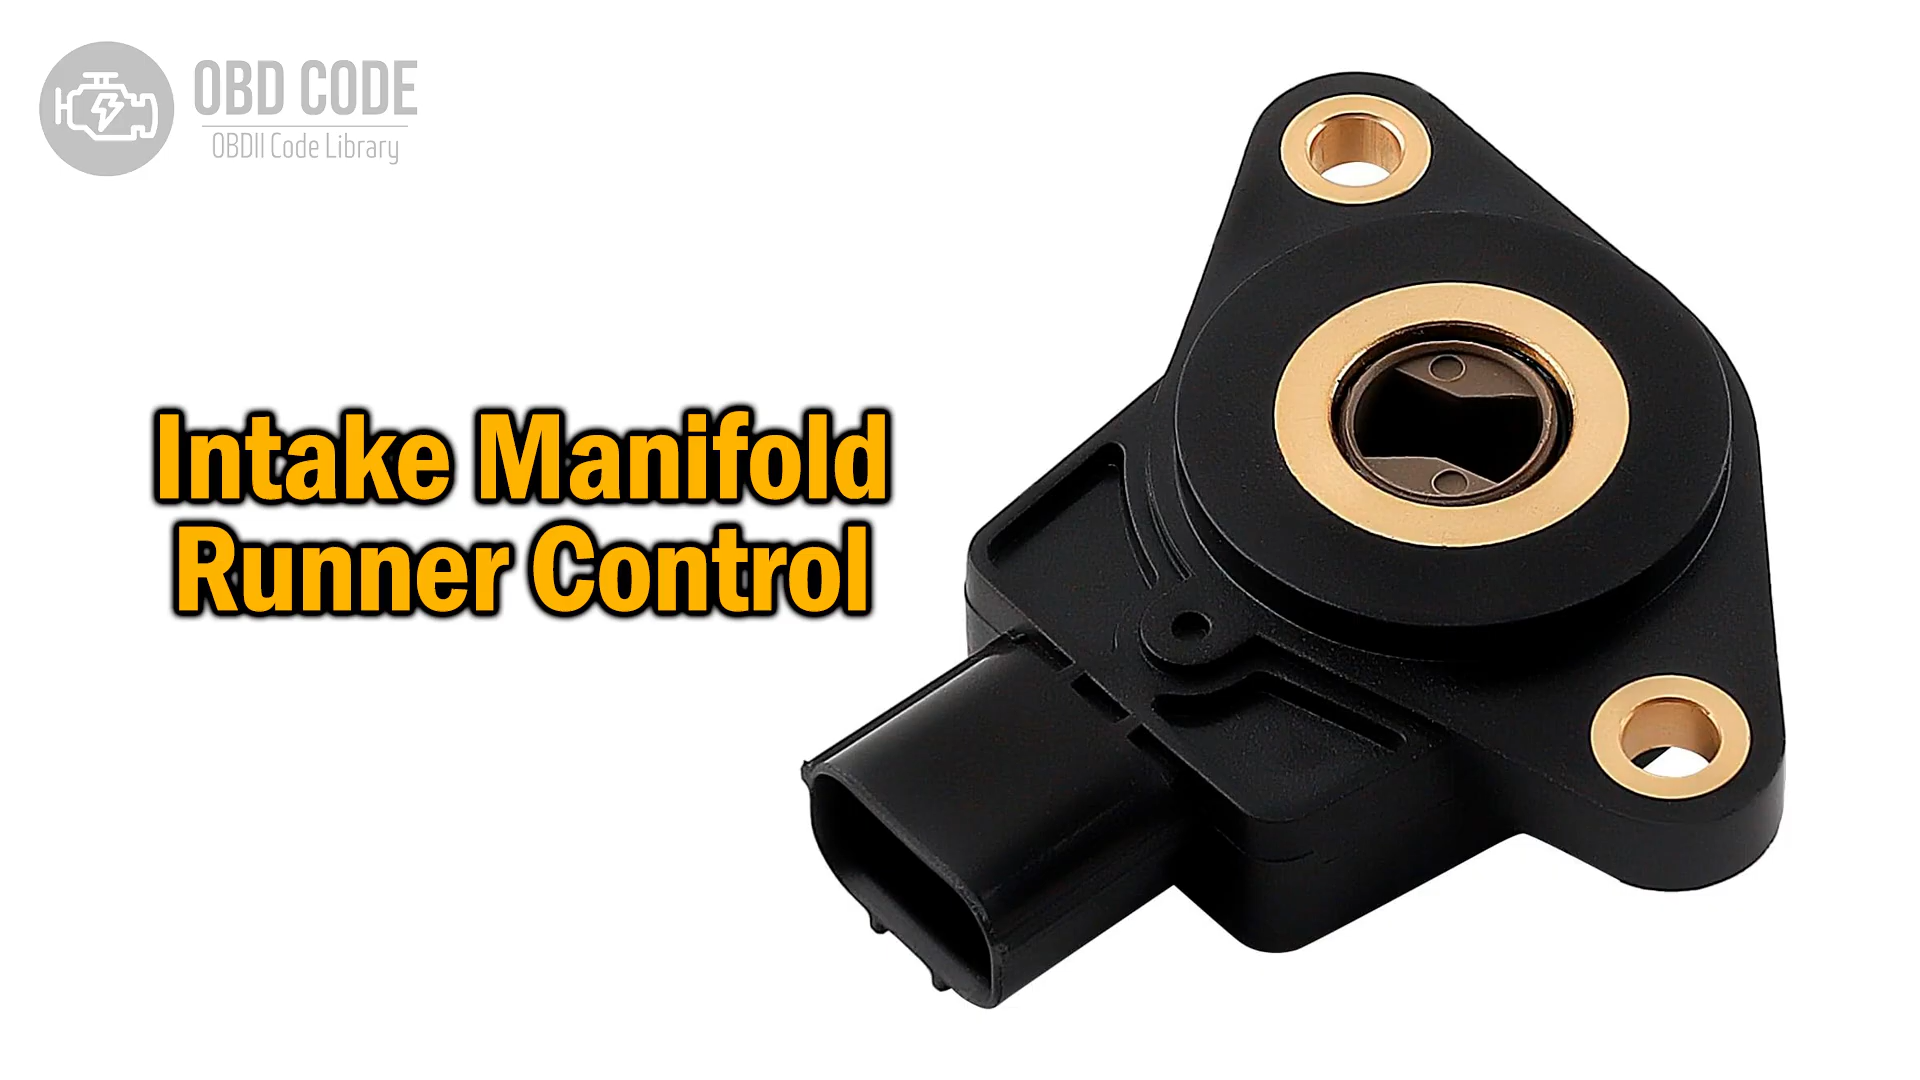 OBD CODE
OBDII Code Library
Intake Manifold
Runner Control